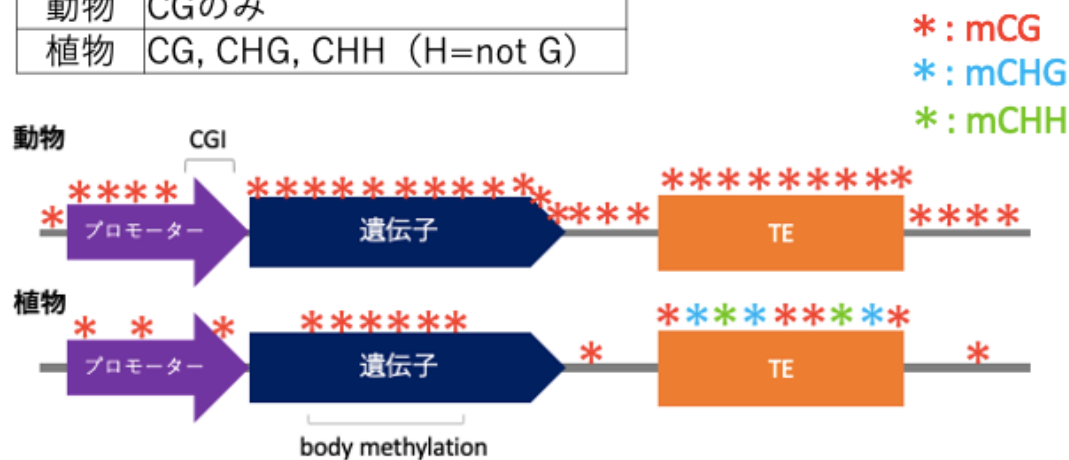 動物 CGのみ
植物 CG, CHG, CHH（H=not G）
* : mCG
* : mCHG
* : mCHH
動物
CGI
プロモーター 遺伝子 TE
植物
プロモーター 遺伝子 TE
body methylation